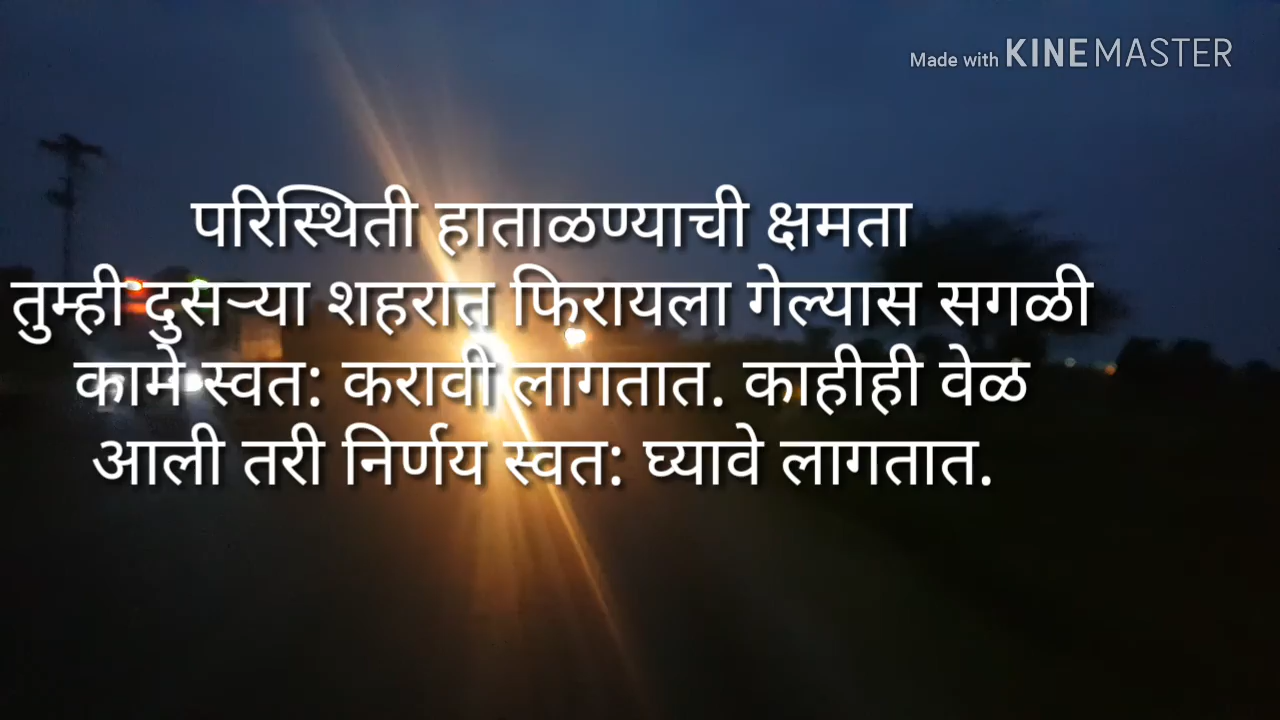 Made with KINEMASTER
परिस्थिती हाताळण्याची क्षमता
तुम्ही दुसऱ्या शहरात फिरायला गेल्यास सगळी
कामे स्वत: करावी लागतात. काहीही वेळ
आली तरी निर्णय स्वत: घ्यावे लागतात.